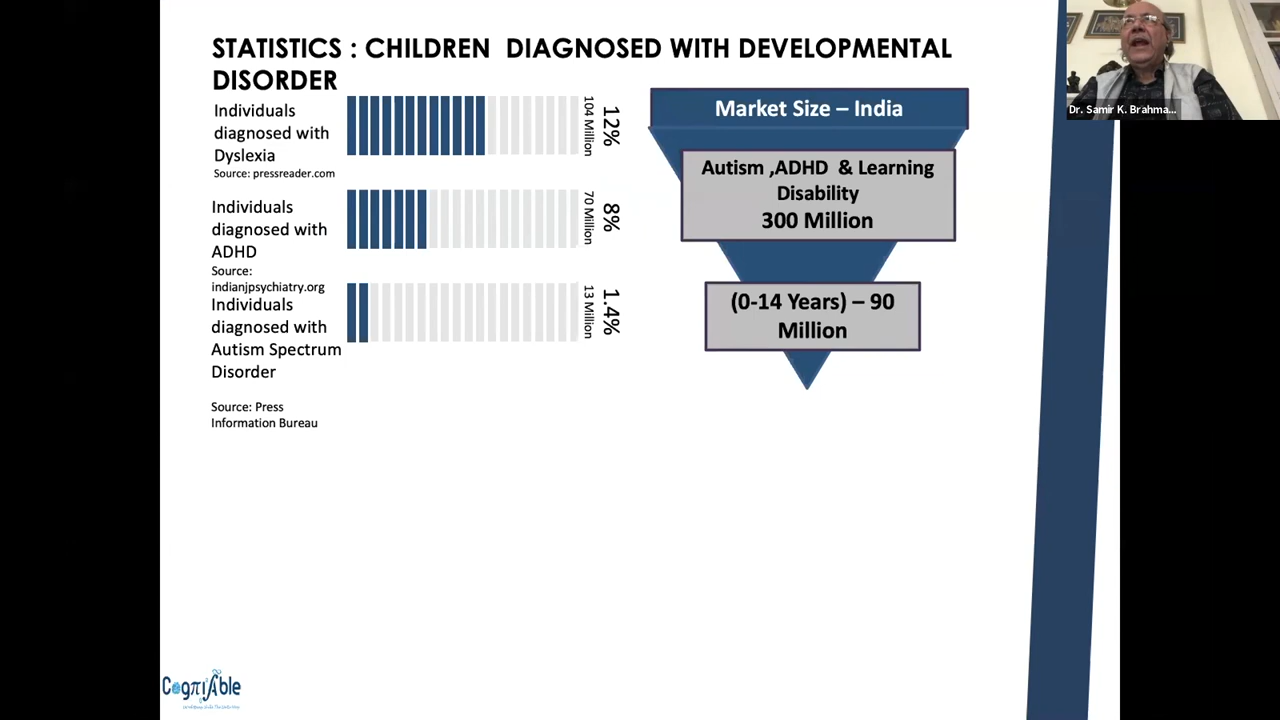 STATISTICS : CHILDREN DIAGNOSED WITH DEVELOPMENTAL
DISORDER
Individuals
diagnosed with
Dyslexia
Source: pressreader.com
12%
104 Million
Individuals
diagnosed with
ADHD
Source:
indianjpsychiatry.org
8%
70 Million
Individuals
diagnosed with
Autism Spectrum
Disorder
Source: Press
Information Bureau
1.4%
13 Million
Market Size – India
Autism ,ADHD & Learning
Disability
300 Million
(0-14 Years) – 90
Million
Dr. Samir K. Brahma...
CogniAble